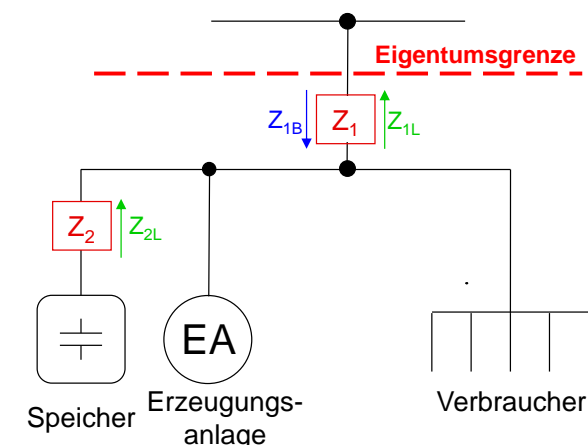 Eigentumsgrenze
Z1B
Z1
Z1L
Z2
Z2L
EA
Speicher
Erzeugungs-
anlage
Verbraucher